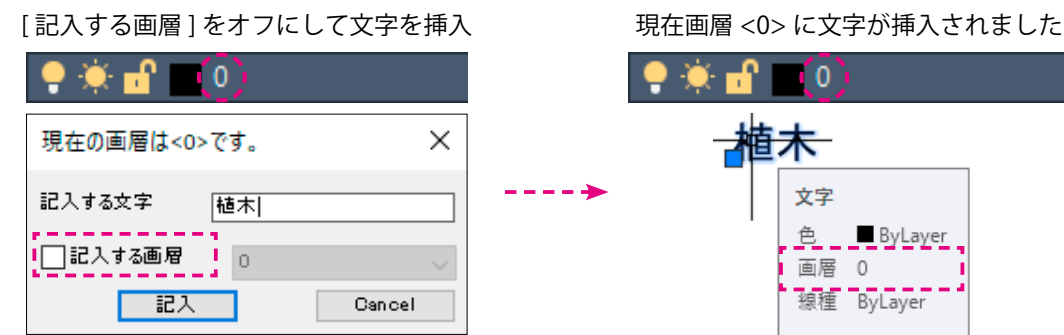 [ 記入する画層 ] をオフにして文字を挿入
0
現在の画層は<0>です。
記入する文字
植木
記入する画層
0
記入
Cancel
現在画層 <0> に文字が挿入されました
0
植木
文字
色 ByLayer
画層 0
線種 ByLayer